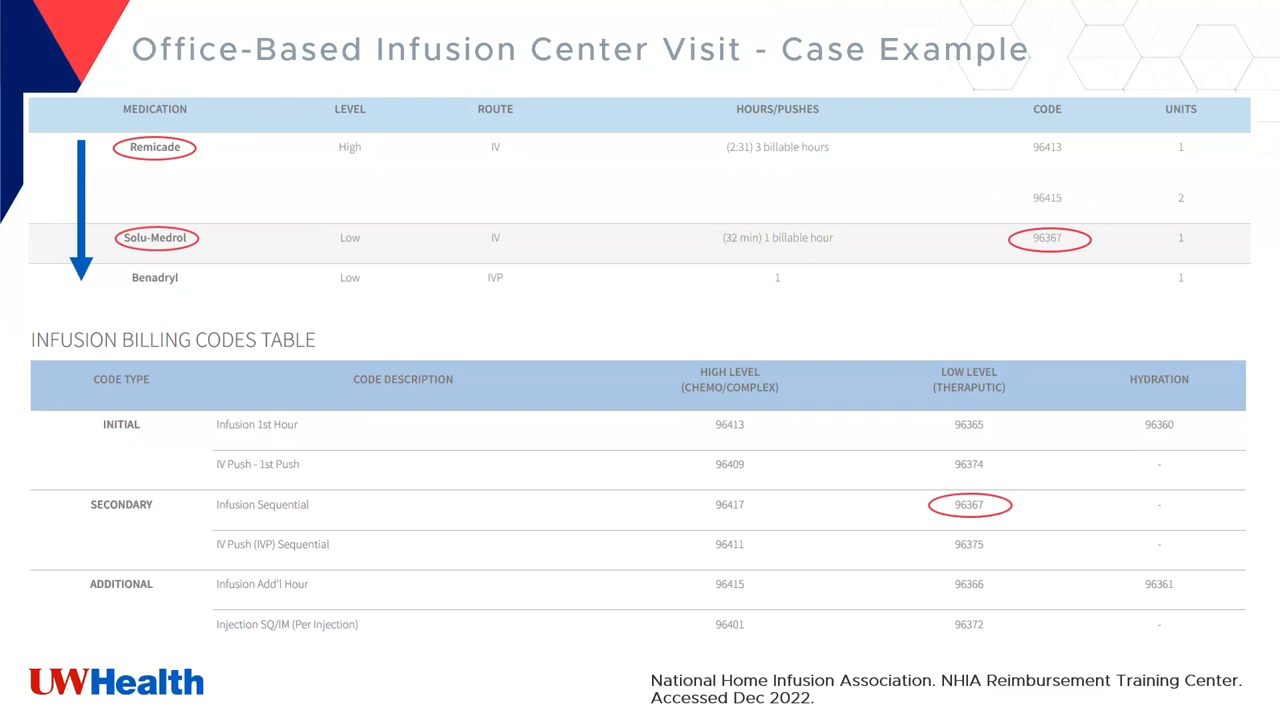 Office-Based Infusion Center Visit - Case Example
MEDICATION LEVEL ROUTE HOURS/PUSHES CODE UNITS
Remicade High IV (2:31) 3 billable hours 96413 1
96415 2
Solu-Medrol Low IV (32 min) 1 billable hour 96367 1
Benadryl Low IVP 1 1
INFUSION BILLING CODES TABLE
CODE TYPE CODE DESCRIPTION HIGH LEVEL (CHEMO/COMPLEX) LOW LEVEL (THERAPUTIC) HYDRATION
INITIAL Infusion 1st Hour 96413 96365 96360
IV Push - 1st Push 96409 96374 -
SECONDARY Infusion Sequential 96417 96367 -
IV Push (IVP) Sequential 96411 96375 -
ADDITIONAL Infusion Add'l Hour 96415 96366 96361
Injection SQ/IM (Per Injection) 96401 96372 -
UWHealth
National Home Infusion Association. NHIA Reimbursement Training Center.
Accessed Dec 2022.